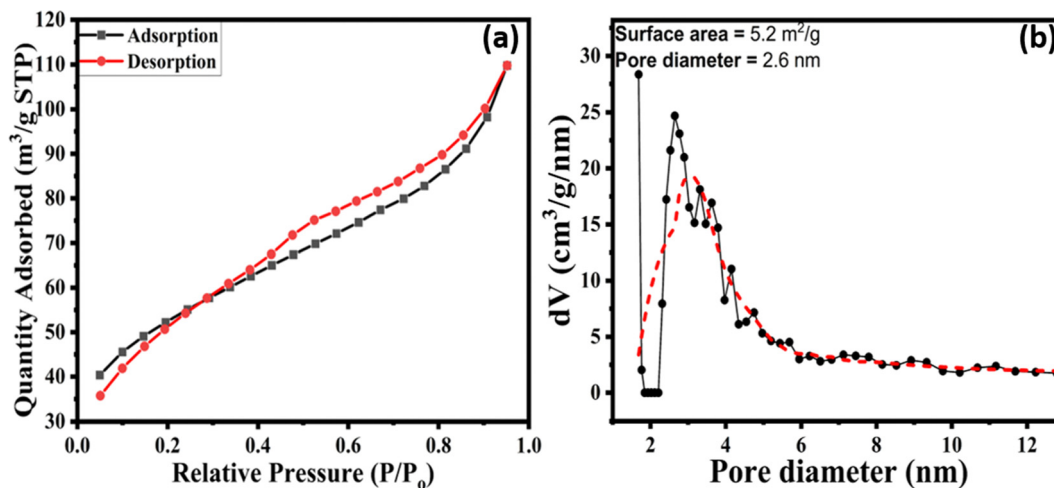 (a)
Adsorption
Desorption
120
110
100
90
80
70
60
50
40
30
0.0 0.2 0.4 0.6 0.8 1.0
Quantity Adsorbed (m³/g STP)
Relative Pressure (P/Pₒ)
(b)
Surface area = 5.2 m²/g
Pore diameter = 2.6 nm
30
25
20
15
10
5
0
2 4 6 8 10 12
dV (cm³/g/nm)
Pore diameter (nm)